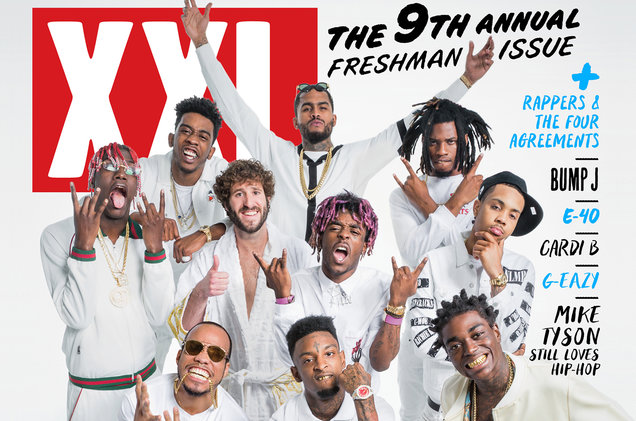 XXL
THE 9TH ANNUAL
FRESHMAN ISSUE
+
RAPPERS &
THE FOUR
AGREEMENTS
BUMP J
E-40
CARDI B
G-EAZY
MIKE
TYSON
STILL LOVES
HIP-HOP